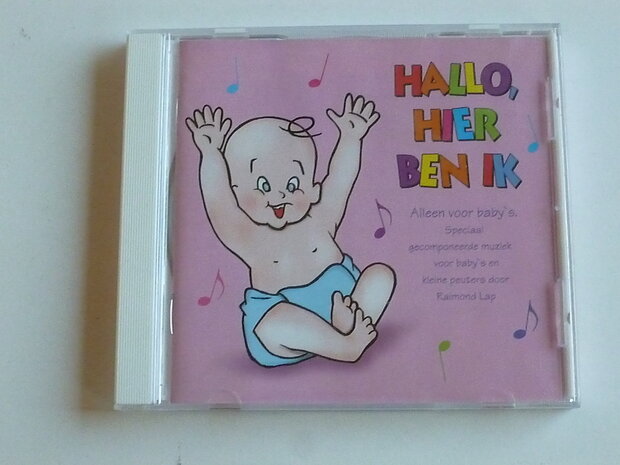 HALLO,
HIER
BEN IK
Alleen voor baby's.
Speciaal
gecomponeerde muziek
voor baby's en
kleine peuters door
Raimond Lap